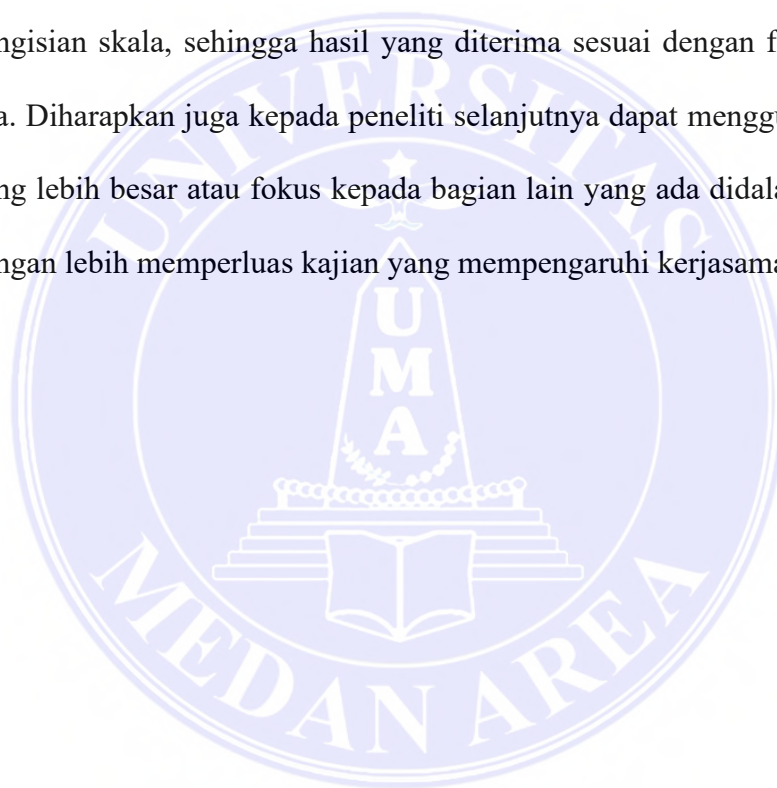 ngisian skala, sehingga hasil yang diterima sesuai dengan f
a. Diharapkan juga kepada peneliti selanjutnya dapat menggu
ng lebih besar atau fokus kepada bagian lain yang ada didala
ngan lebih memperluas kajian yang mempengaruhi kerjasama
UNIVERSITAS
U
M
A
MEDAN AREA